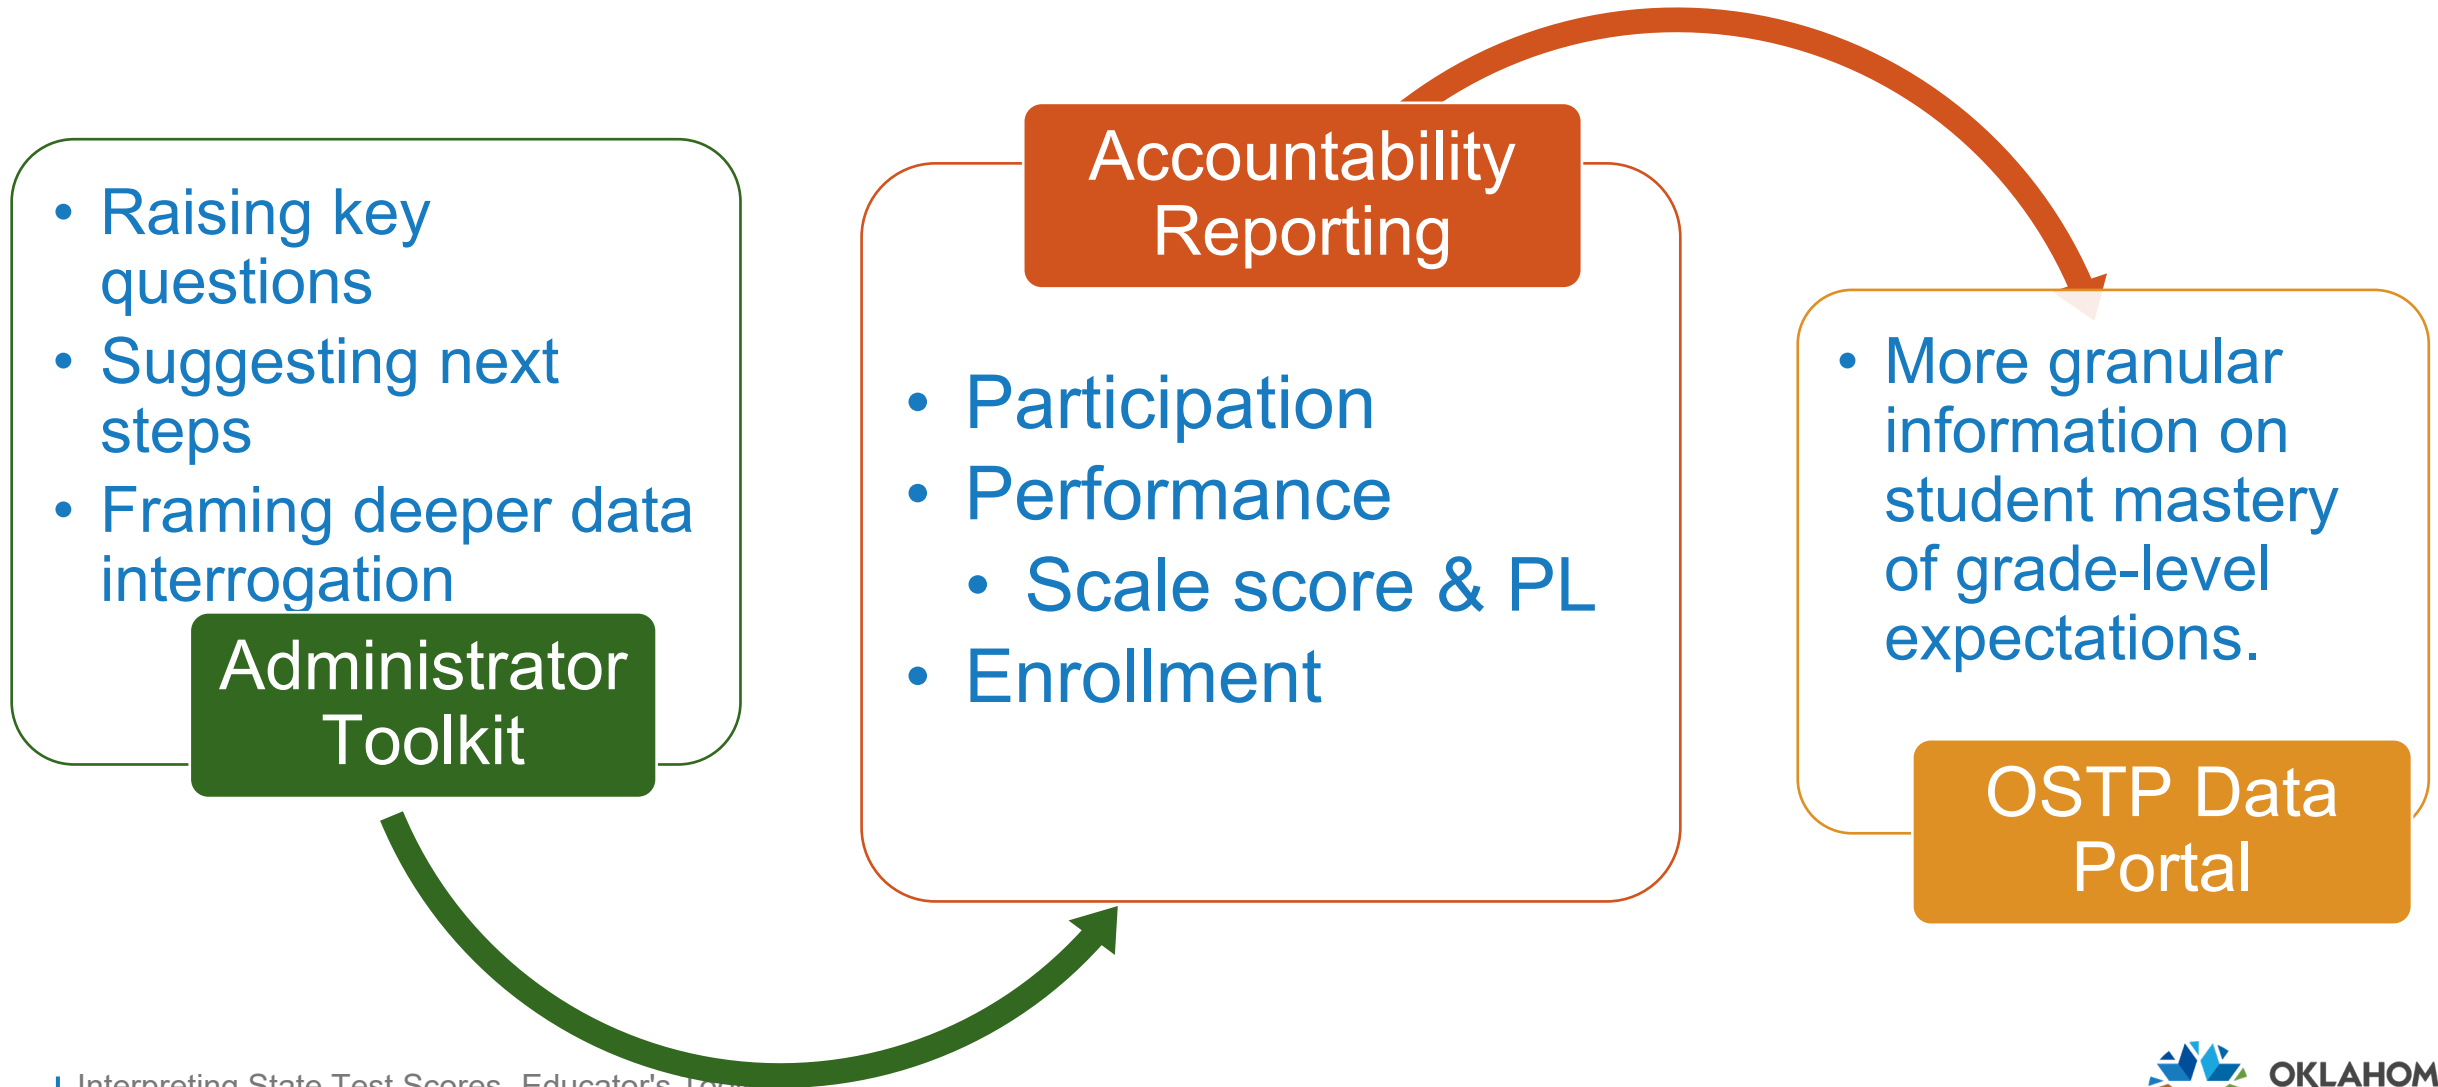 • Raising key
questions
• Suggesting next
steps
• Framing deeper data
interrogation
Administrator
Toolkit
Accountability
Reporting
• Participation
• Performance
• Scale score & PL
• Enrollment
• More granular
information on
student mastery
of grade-level
expectations.
OSTP Data
Portal
Interpreting State Test Scores, Educator's
OKLAHOM